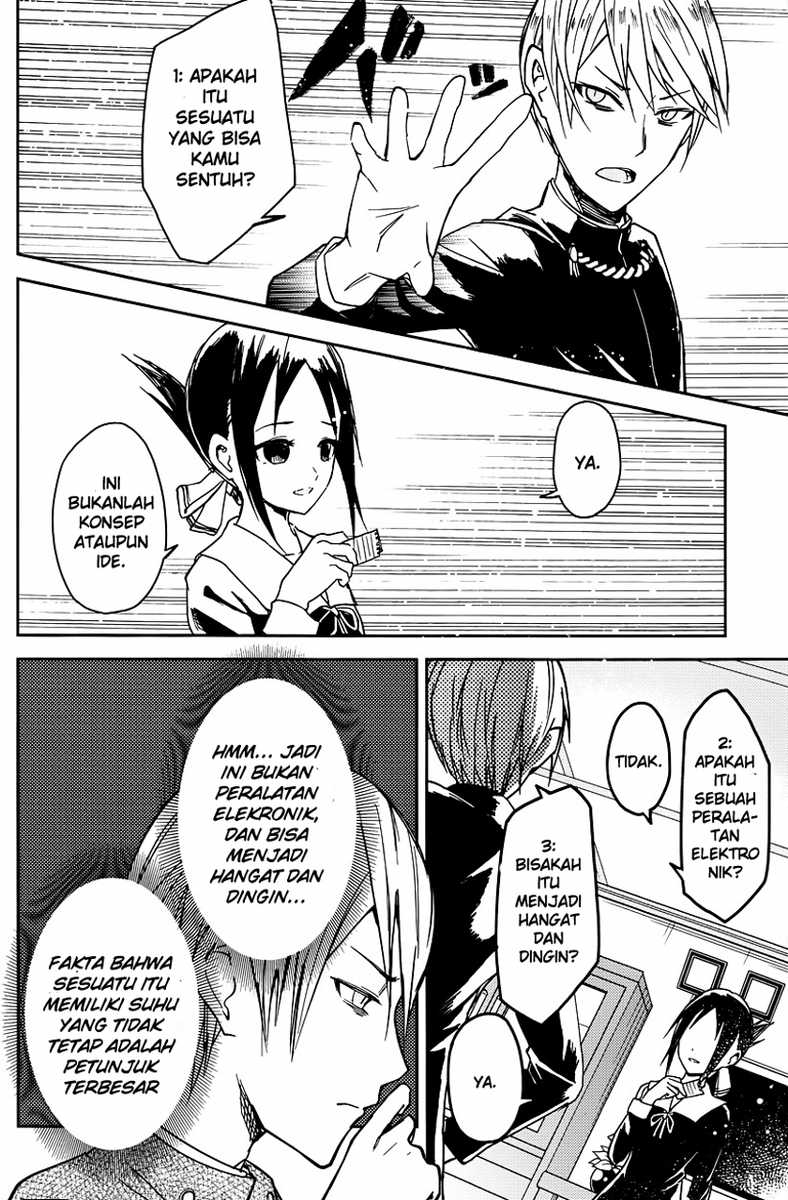 1: APAKAH
ITU
SESUATU
YANG BISA
KAMU
SENTUH?
YA.
INI
BUKANLAH
KONSEP
ATAUPUN
IDE.
2:
APAKAH
ITU
SEBUAH
PERALA-
TAN
ELEKTRO
NIK?
TIDAK.
3:
BISAKAH
ITU
MENJADI
HANGAT
DAN
DINGIN?
YA.
HMM... JADI
INI BUKAN
PERALATAN
ELEKRONIK,
DAN BISA
MENJADI
HANGAT DAN
DINGIN...
FAKTA BAHWA
SESUATU ITU
MEMILIKI SUHU
YANG TIDAK
TETAP ADALAH
PETUNJUK
TERBESAR